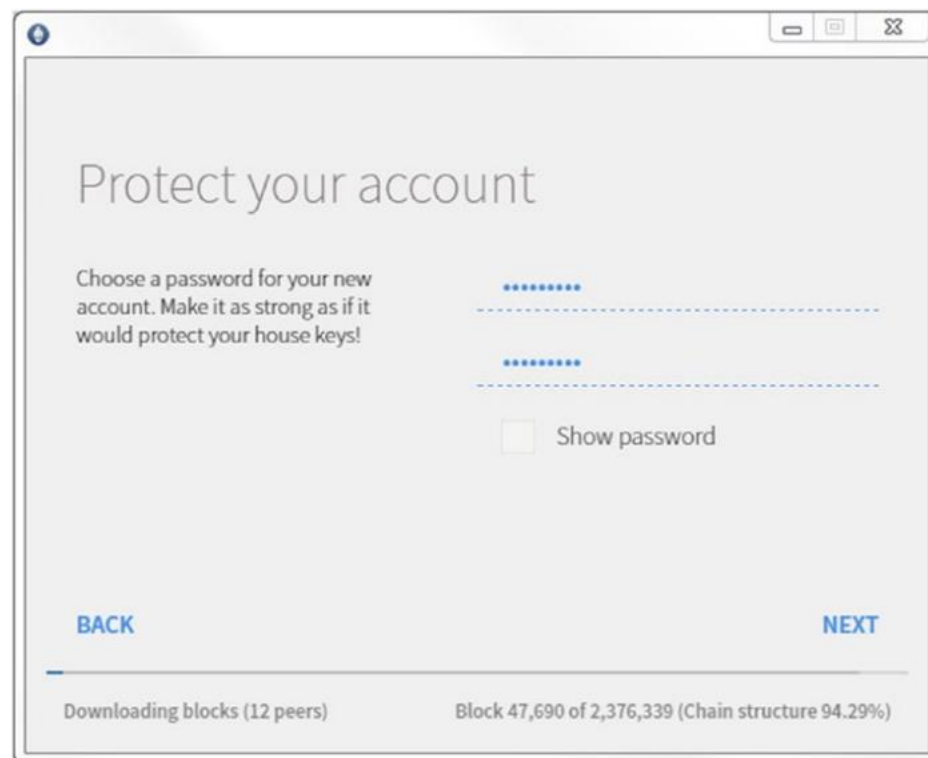 Protect your account
Choose a password for your new
account. Make it as strong as if it
would protect your house keys!
•••••••••
•••••••••
Show password
BACK
NEXT
Downloading blocks (12 peers)
Block 47,690 of 2,376,339 (Chain structure 94.29%)